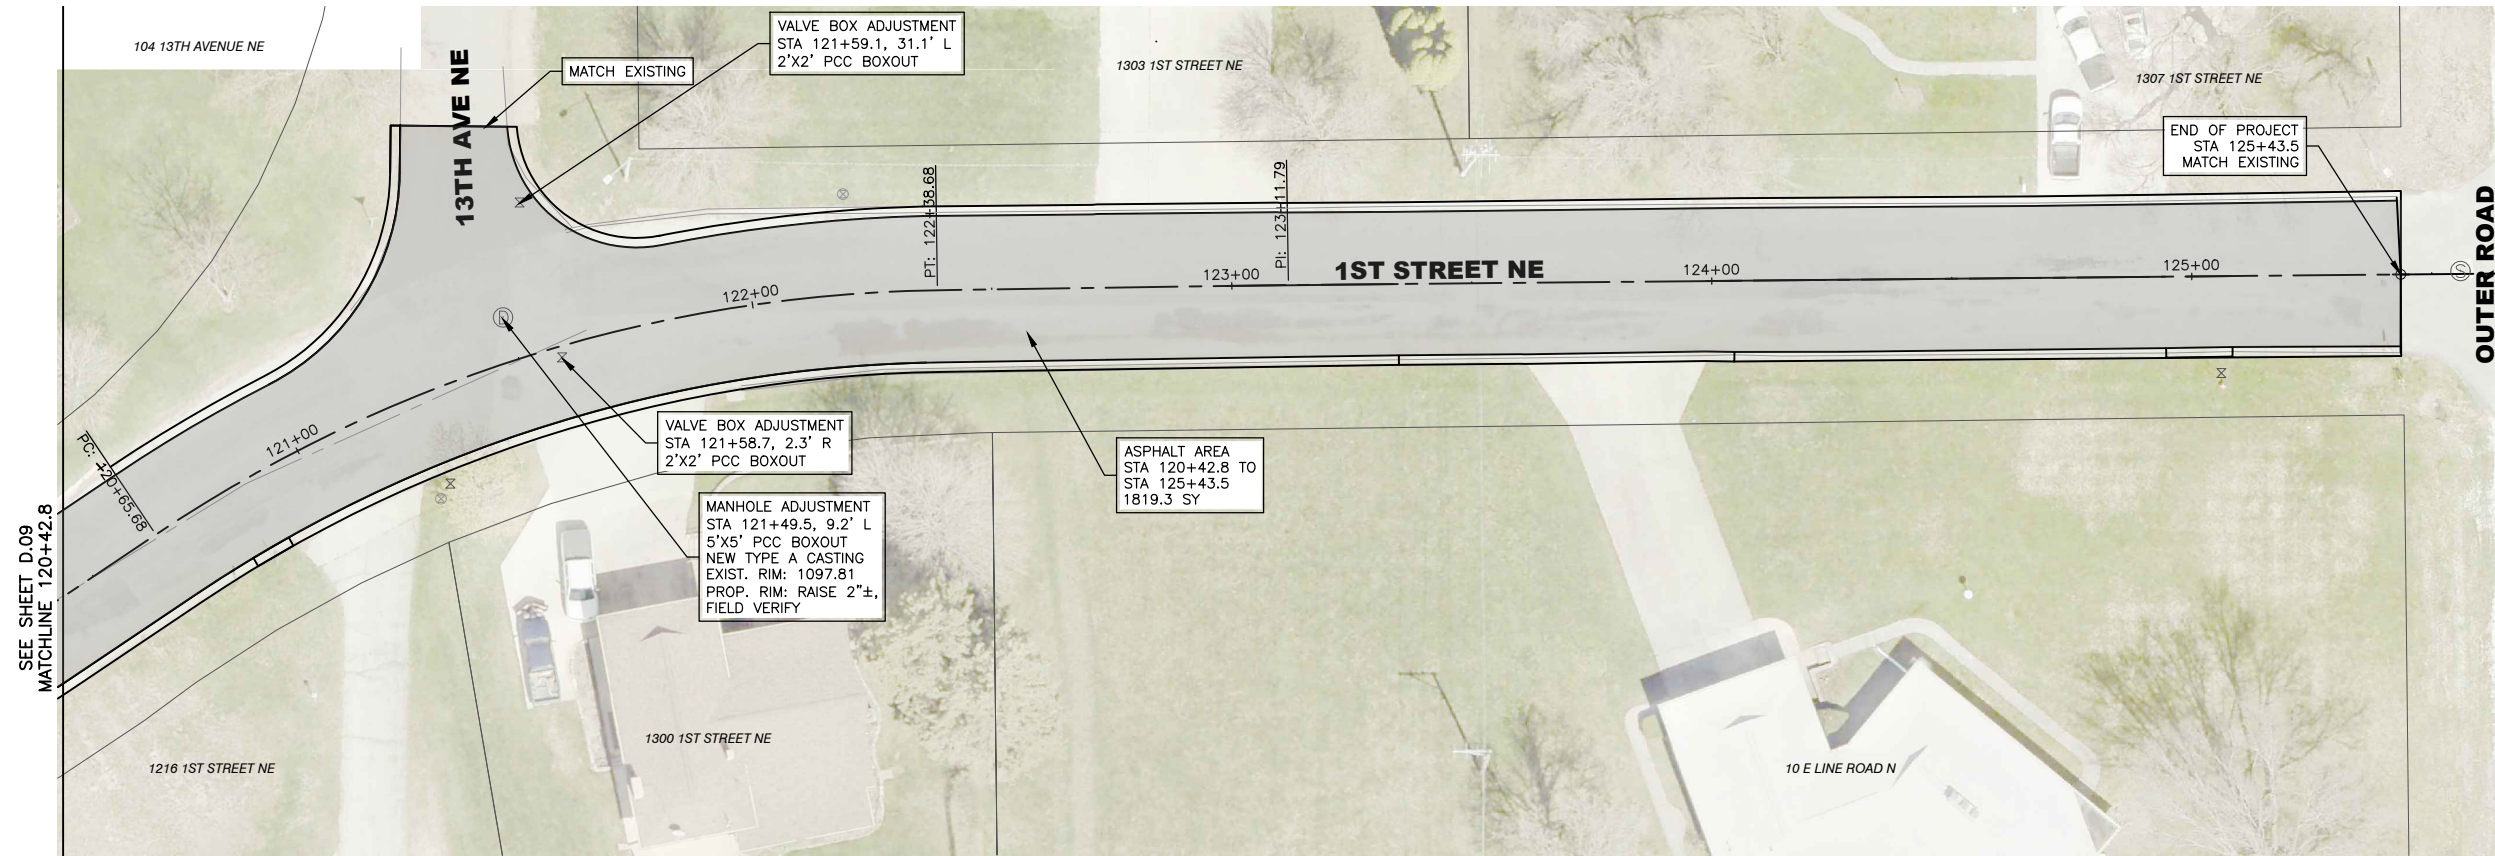 104 13TH AVENUE NE
13TH AVE NE
MATCH EXISTING
VALVE BOX ADJUSTMENT
STA 121+59.1, 31.1' L
2'X2' PCC BOXOUT
1303 1ST STREET NE
1307 1ST STREET NE
END OF PROJECT
STA 125+43.5
MATCH EXISTING
OUTER ROAD
S
PT: 122+38.68
PI: 123+11.79
1ST STREET NE
121+00
122+00
123+00
124+00
125+00
D
PC: 120+65.68
SEE SHEET D.09
MATCHLINE 120+42.8
VALVE BOX ADJUSTMENT
STA 121+58.7, 2.3' R
2'X2' PCC BOXOUT
MANHOLE ADJUSTMENT
STA 121+49.5, 9.2' L
5'X5' PCC BOXOUT
NEW TYPE A CASTING
EXIST. RIM: 1097.81
PROP. RIM: RAISE 2"±,
FIELD VERIFY
ASPHALT AREA
STA 120+42.8 TO
STA 125+43.5
1819.3 SY
1216 1ST STREET NE
1300 1ST STREET NE
10 E LINE ROAD N